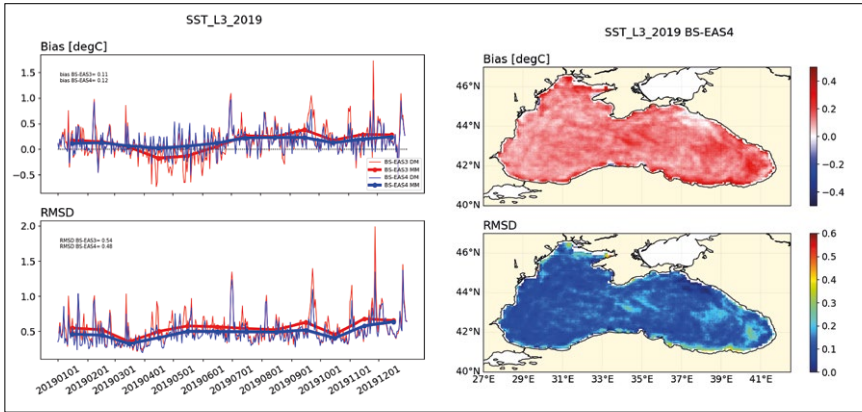 SST_L3_2019
Bias [degC]
bias BS-EAS3= 0.11
bias BS-EAS4= 0.12
1.5
1.0
0.5
0.0
−0.5
BS-EAS3 DM
BS-EAS3 MM
BS-EAS4 DM
BS-EAS4 MM
RMSD
RMSD BS-EAS3= 0.54
RMSD BS-EAS4= 0.48
2.0
1.5
1.0
0.5
20190101
20190201
20190301
20190401
20190501
20190601
20190701
20190801
20190901
20191001
20191101
20191201
SST_L3_2019 BS-EAS4
Bias [degC]
46°N
44°N
42°N
40°N
0.4
0.2
0.0
−0.2
−0.4
RMSD
46°N
44°N
42°N
40°N
27°E 29°E 31°E 33°E 35°E 37°E 39°E 41°E
0.6
0.5
0.4
0.3
0.2
0.1
0.0